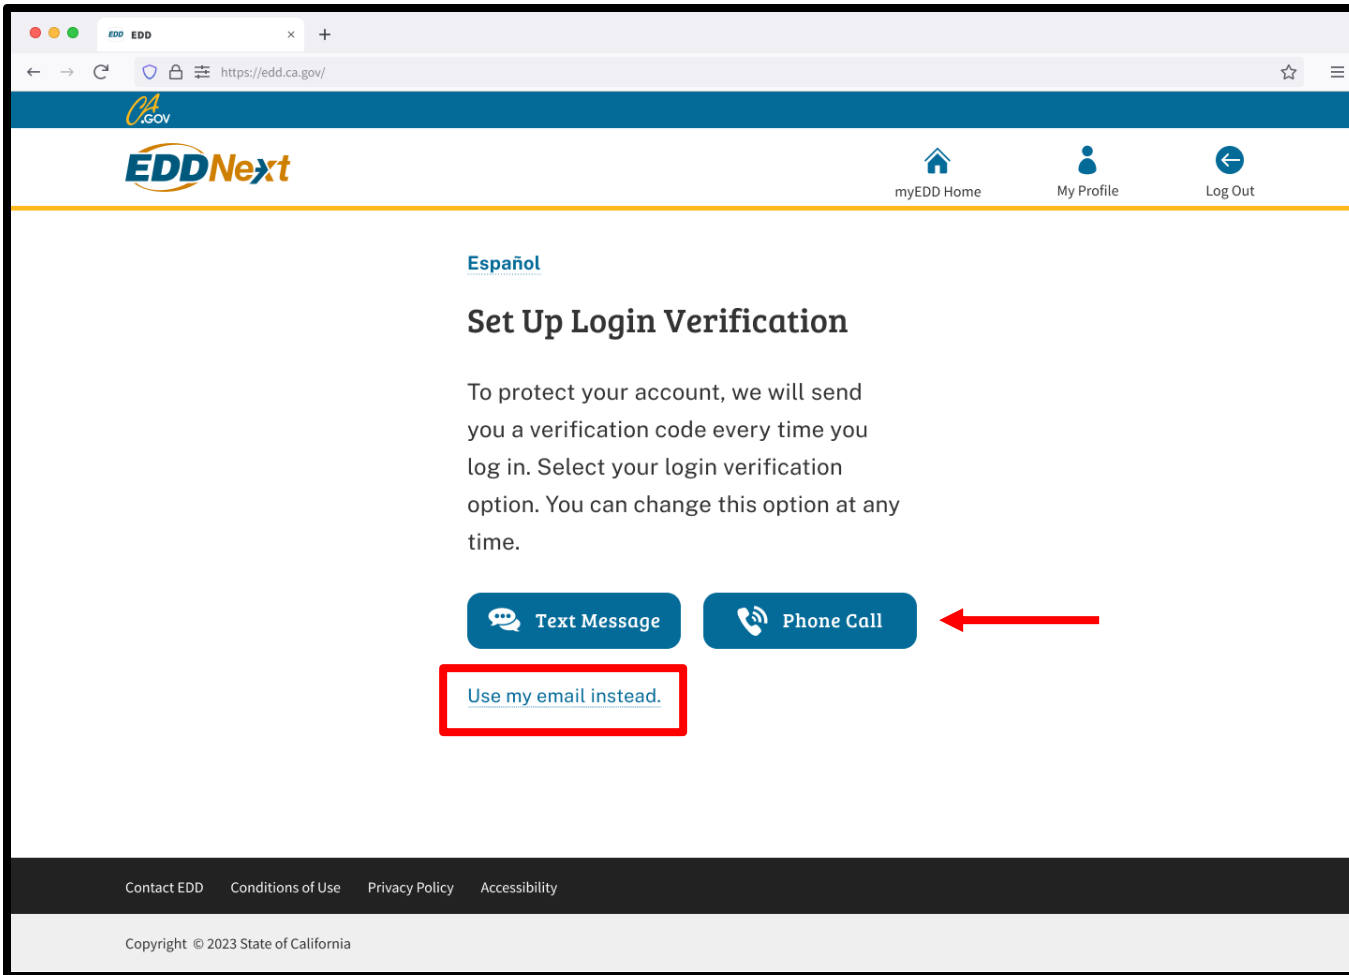 EDD EDD
https://edd.ca.gov/
CA.GOV
EDDNext
myEDD Home My Profile Log Out
Español
Set Up Login Verification
To protect your account, we will send
you a verification code every time you
log in. Select your login verification
option. You can change this option at any
time.
Text Message Phone Call
Use my email instead.
Contact EDD Conditions of Use Privacy Policy Accessibility
Copyright © 2023 State of California